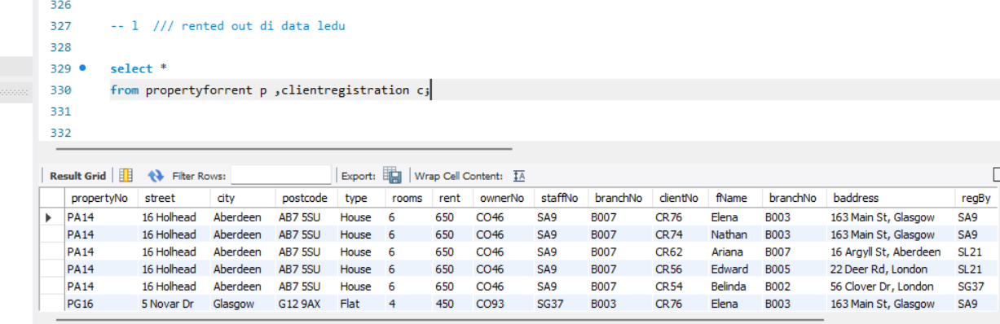 326
327 -- l /// rented out di data ledu
328
329 select *
330 from propertyforrent p ,clientregistration c;
331
332
Result Grid Filter Rows: Export: Wrap Cell Content:
propertyNo street city postcode type rooms rent ownerNo staffNo branchNo clientNo fName branchNo baddress regBy
PA14 16 Holhead Aberdeen AB7 5SU House 6 650 CO46 SA9 B007 CR76 Elena B003 163 Main St, Glasgow SA9
PA14 16 Holhead Aberdeen AB7 5SU House 6 650 CO46 SA9 B007 CR74 Nathan B003 163 Main St, Glasgow SA9
PA14 16 Holhead Aberdeen AB7 5SU House 6 650 CO46 SA9 B007 CR62 Ariana B007 16 Argyll St, Aberdeen SL21
PA14 16 Holhead Aberdeen AB7 5SU House 6 650 CO46 SA9 B007 CR56 Edward B005 22 Deer Rd, London SL21
PA14 16 Holhead Aberdeen AB7 5SU House 6 650 CO46 SA9 B007 CR54 Belinda B002 56 Clover Dr, London SG37
PG16 5 Novar Dr Glasgow G12 9AX Flat 4 450 CO93 SG37 B003 CR76 Elena B003 163 Main St, Glasgow SA9